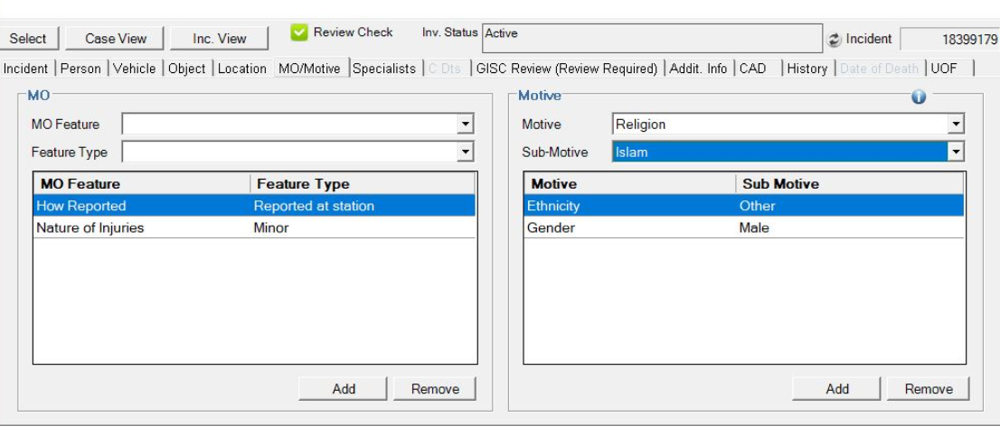 Select Case View Inc. View Review Check Inv. Status Active Incident 18399179
Incident Person Vehicle Object Location MO/Motive Specialists C Dts GISC Review (Review Required) Addit. Info CAD History Date of Death UOF
MO
MO Feature
Feature Type
MO Feature Feature Type
How Reported Reported at station
Nature of Injuries Minor
Add Remove
Motive
Motive Religion
Sub-Motive Islam
Motive Sub Motive
Ethnicity Other
Gender Male
Add Remove